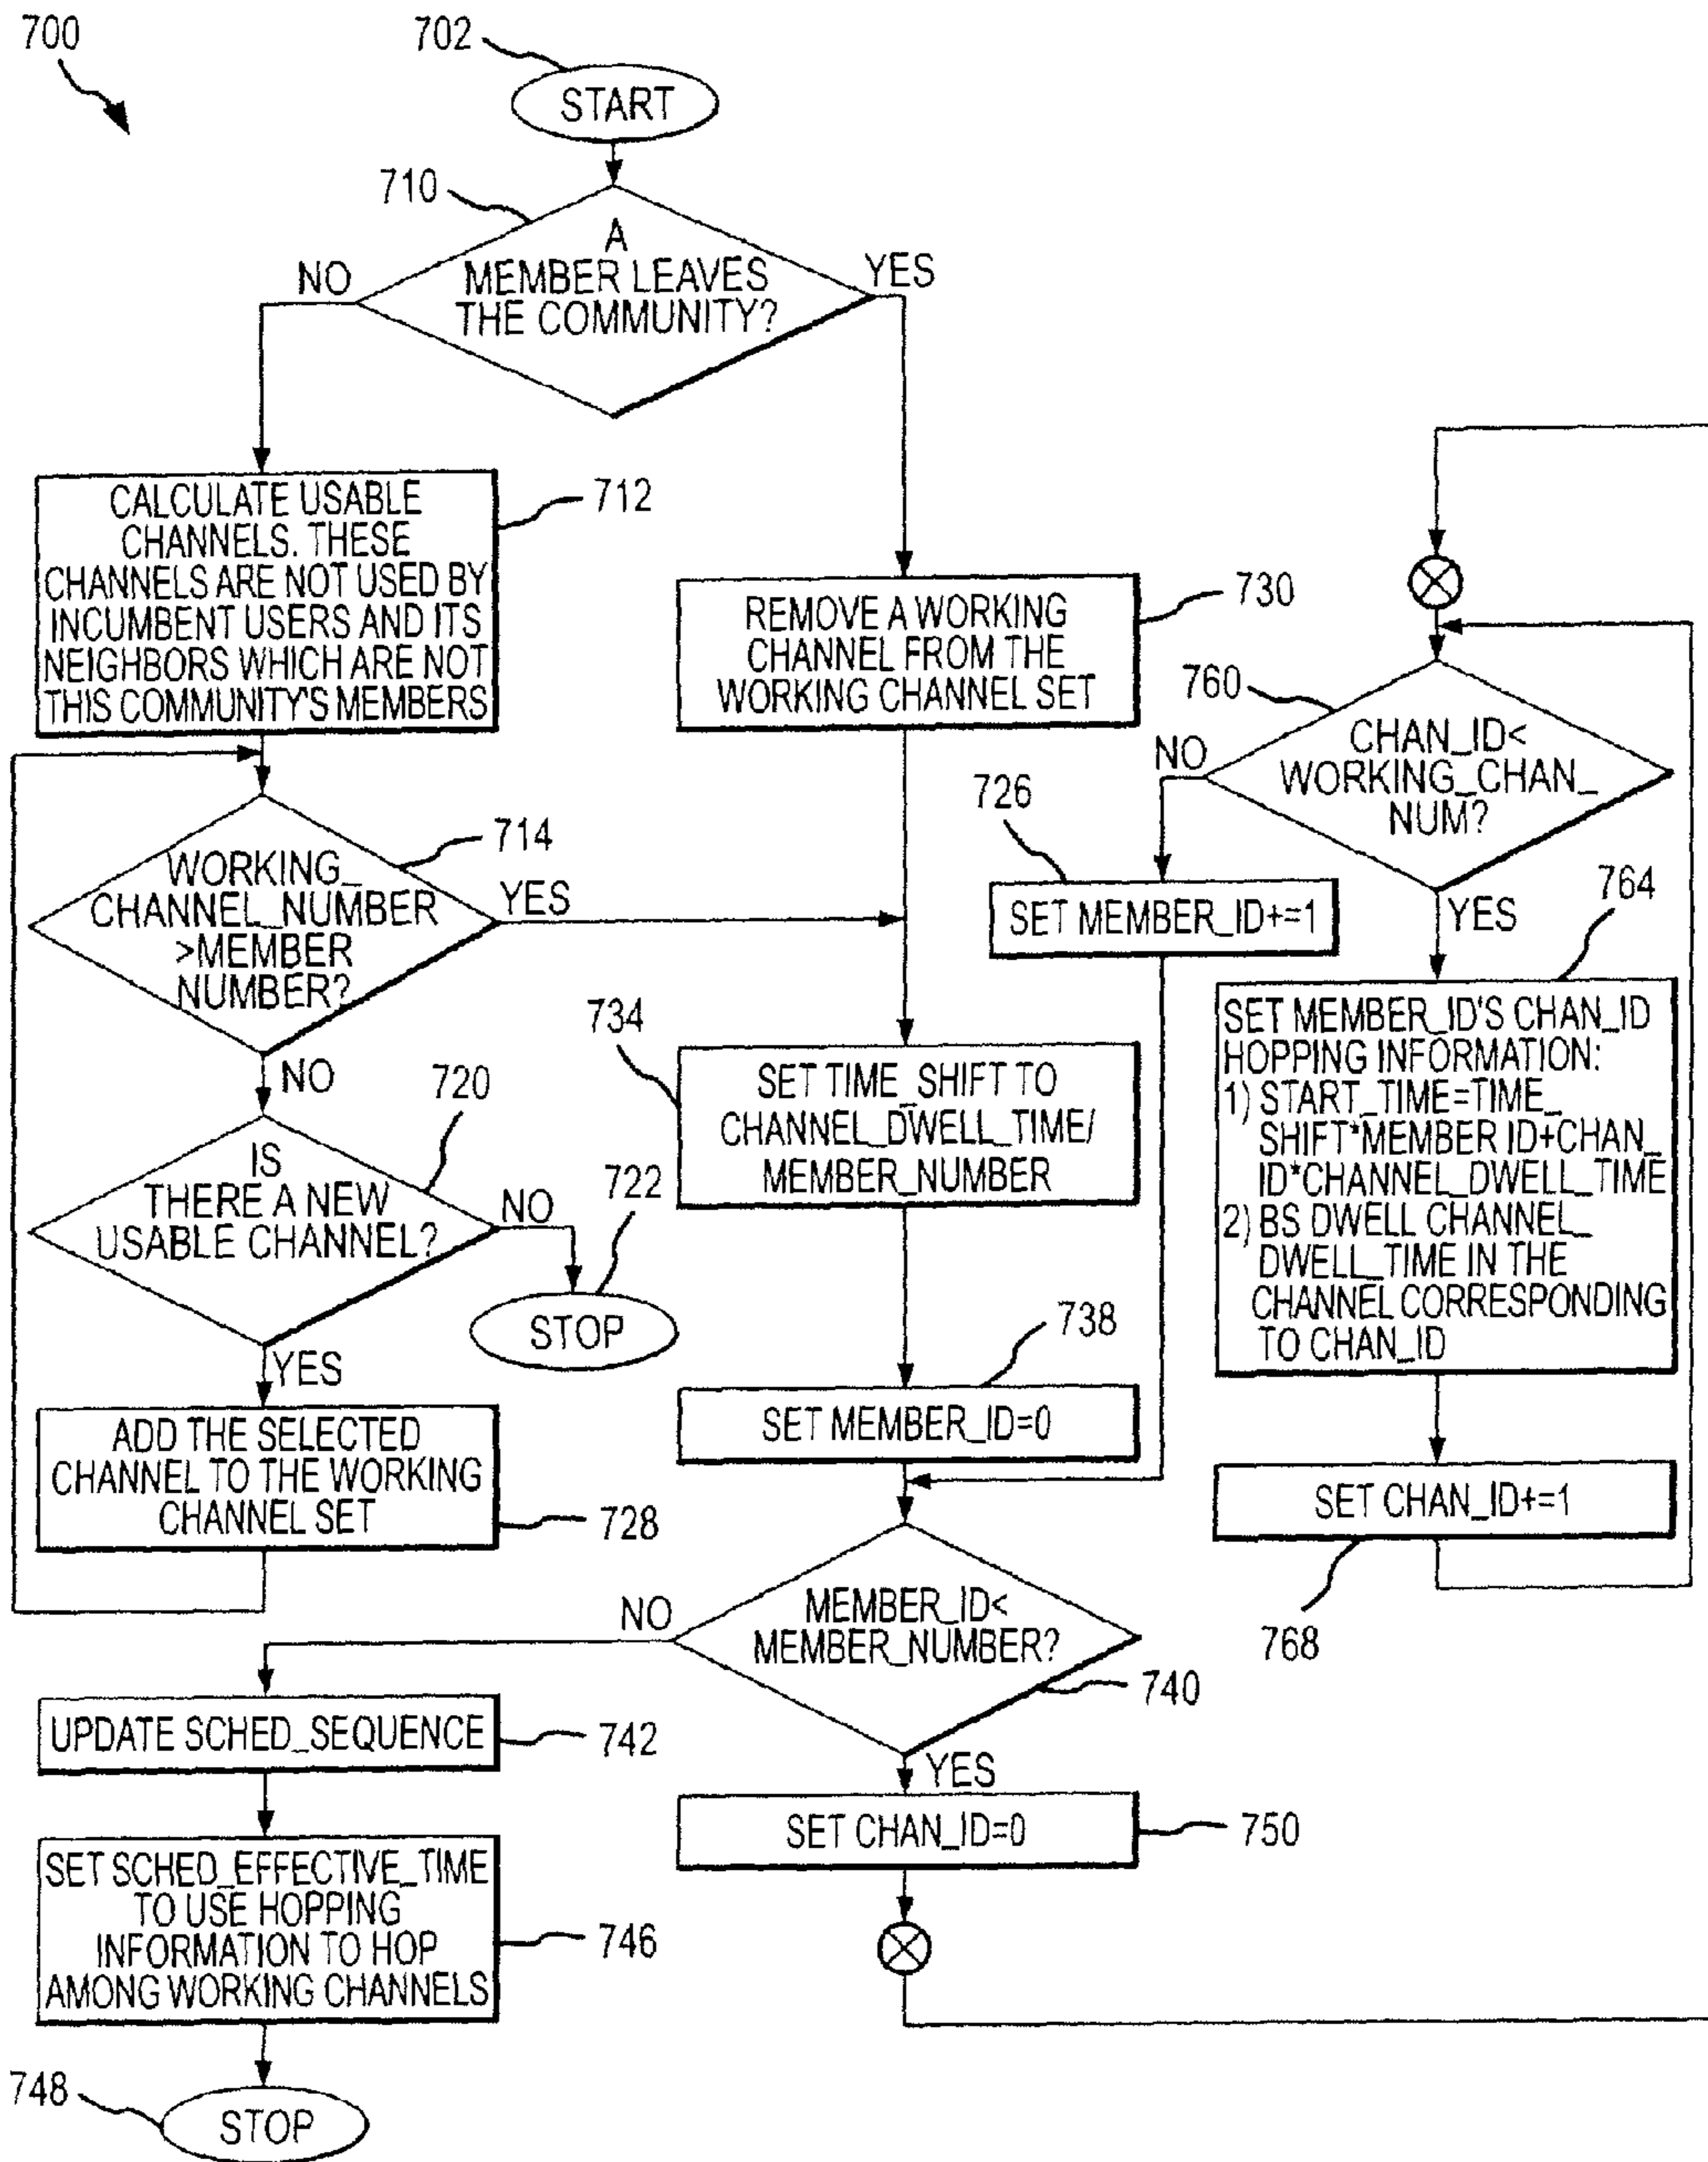 700
702
START
710
A
MEMBER LEAVES
THE COMMUNITY?
NO
YES
CALCULATE USABLE
CHANNELS. THESE
CHANNELS ARE NOT USED BY
INCUMBENT USERS AND ITS
NEIGHBORS WHICH ARE NOT
THIS COMMUNITY'S MEMBERS
712
714
WORKING_
CHANNEL_NUMBER
>MEMBER
NUMBER?
YES
NO
720
IS
THERE A NEW
USABLE CHANNEL?
NO
722
STOP
YES
ADD THE SELECTED
CHANNEL TO THE WORKING
CHANNEL SET
728
REMOVE A WORKING
CHANNEL FROM THE
WORKING CHANNEL SET
730
734
SET TIME_SHIFT TO
CHANNEL_DWELL_TIME/
MEMBER_NUMBER
738
SET MEMBER_ID=0
MEMBER_ID<
MEMBER_NUMBER?
740
NO
YES
UPDATE SCHED_SEQUENCE
742
SET SCHED_EFFECTIVE_TIME
TO USE HOPPING
INFORMATION TO HOP
AMONG WORKING CHANNELS
746
748
STOP
SET CHAN_ID=0
750
760
CHAN_ID<
WORKING_CHAN_
NUM?
NO
YES
726
SET MEMBER_ID+=1
764
SET MEMBER_ID'S CHAN_ID
HOPPING INFORMATION:
1) START_TIME=TIME_
SHIFT*MEMBER ID+CHAN_
ID*CHANNEL_DWELL_TIME
2) BS DWELL CHANNEL_
DWELL_TIME IN THE
CHANNEL CORRESPONDING
TO CHAN_ID
SET CHAN_ID+=1
768